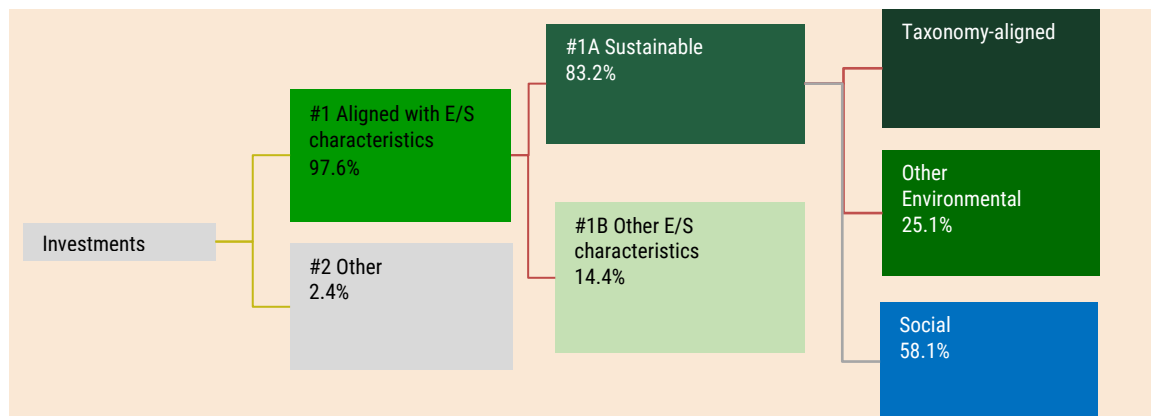 Investments
#1 Aligned with E/S
characteristics
97.6%
#2 Other
2.4%
#1A Sustainable
83.2%
#1B Other E/S
characteristics
14.4%
Taxonomy-aligned
Other
Environmental
25.1%
Social
58.1%